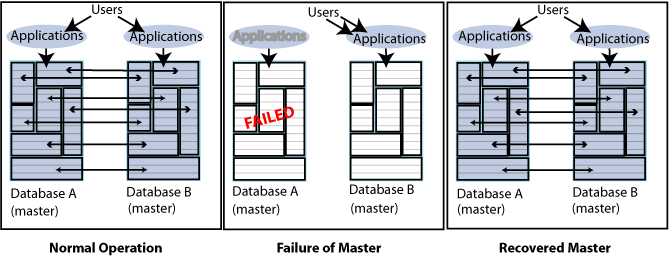 Users
Applications
Applications
Database A
(master)
Database B
(master)
Normal Operation
Users
Applications
Applications
FAILED
Database A
(master)
Database B
(master)
Failure of Master
Users
Applications
Applications
Database A
(master)
Database B
(master)
Recovered Master